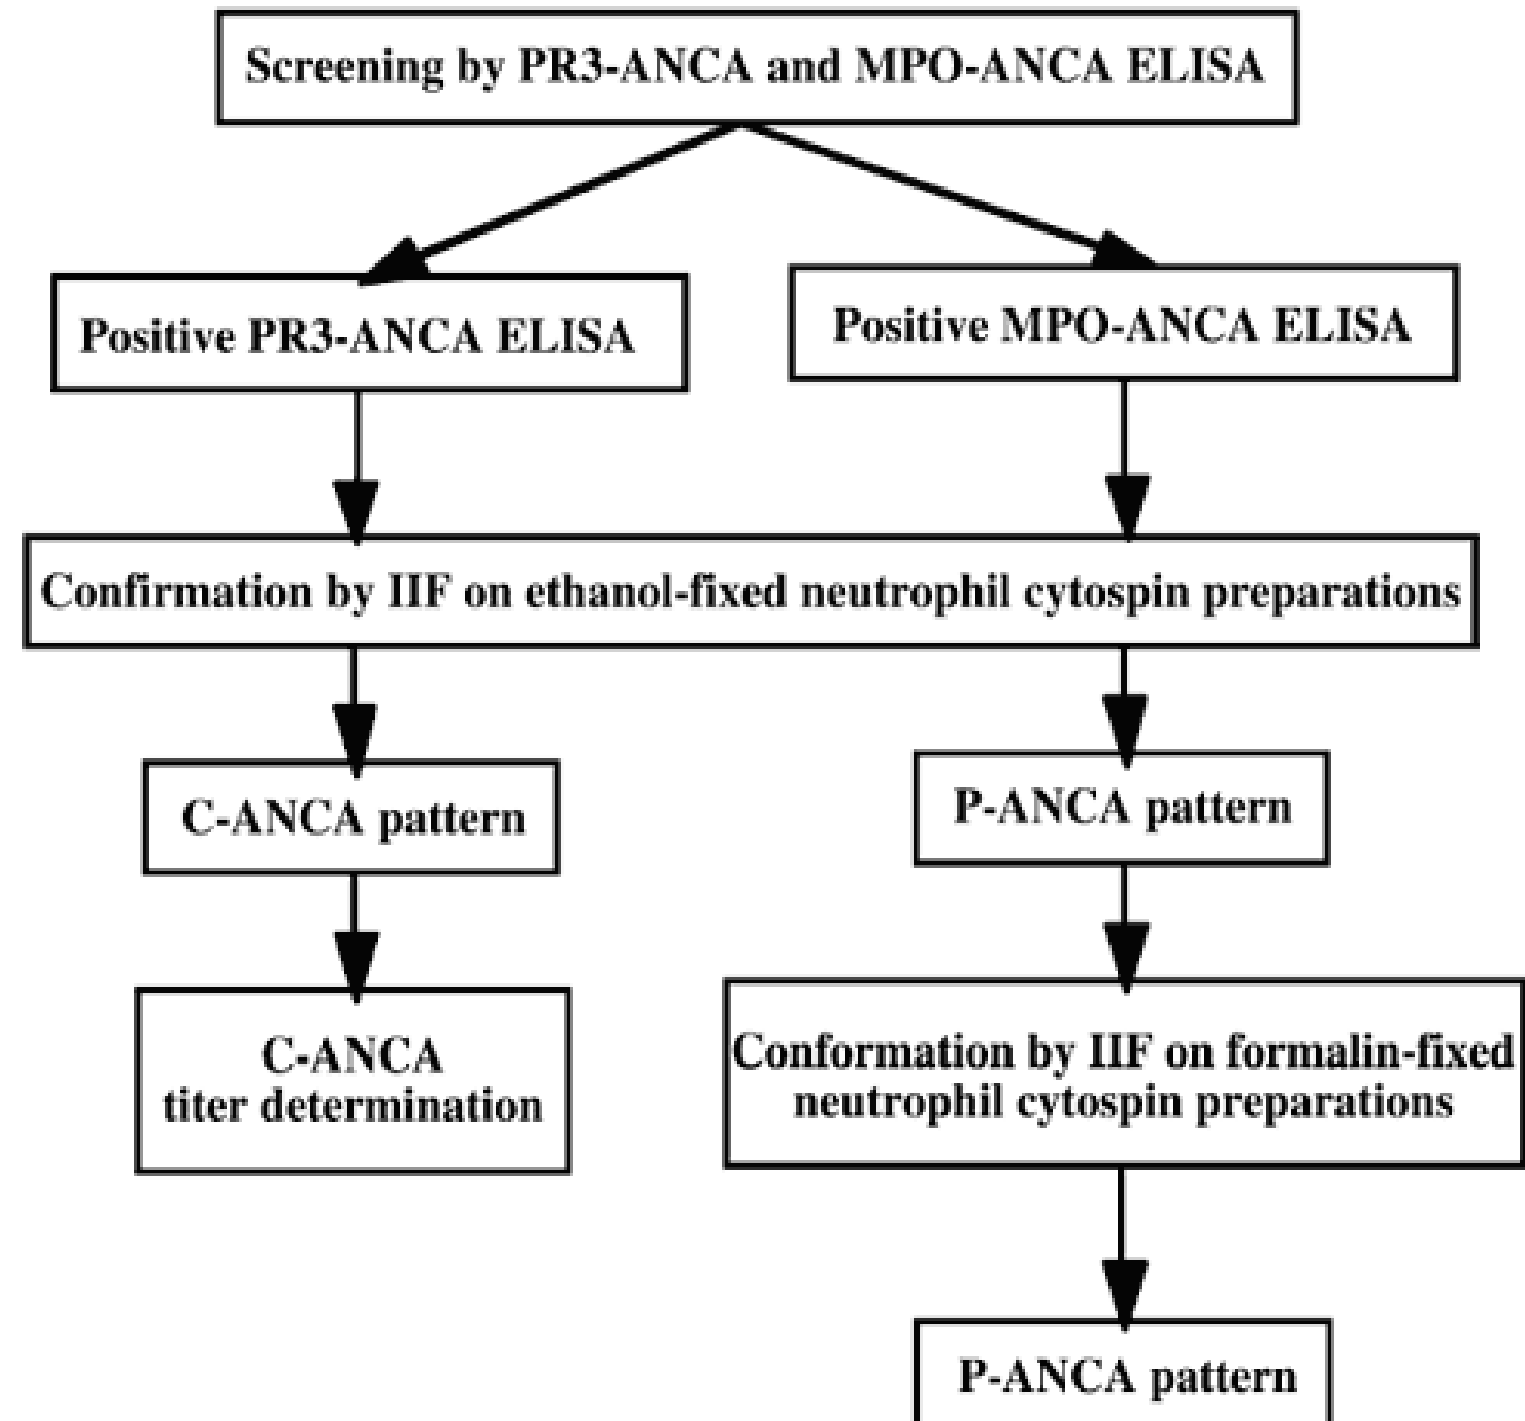 Screening by PR3-ANCA and MPO-ANCA ELISA
Positive PR3-ANCA ELISA
Positive MPO-ANCA ELISA
Confirmation by IIF on ethanol-fixed neutrophil cytospin preparations
C-ANCA pattern
P-ANCA pattern
C-ANCA
titer determination
Conformation by IIF on formalin-fixed
neutrophil cytospin preparations
P-ANCA pattern